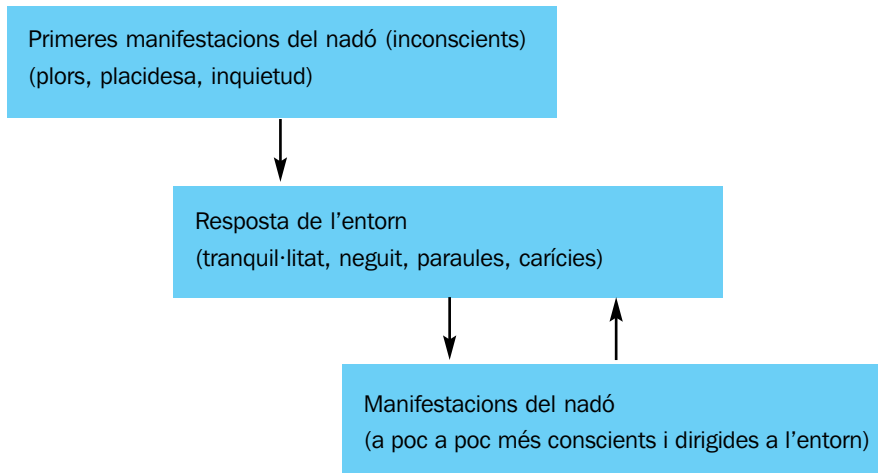 Primeres manifestacions del nadó (inconscients)
(plors, placidesa, inquietud)
Resposta de l’entorn
(tranquil·litat, neguit, paraules, carícies)
Manifestacions del nadó
(a poc a poc més conscients i dirigides a l’entorn)